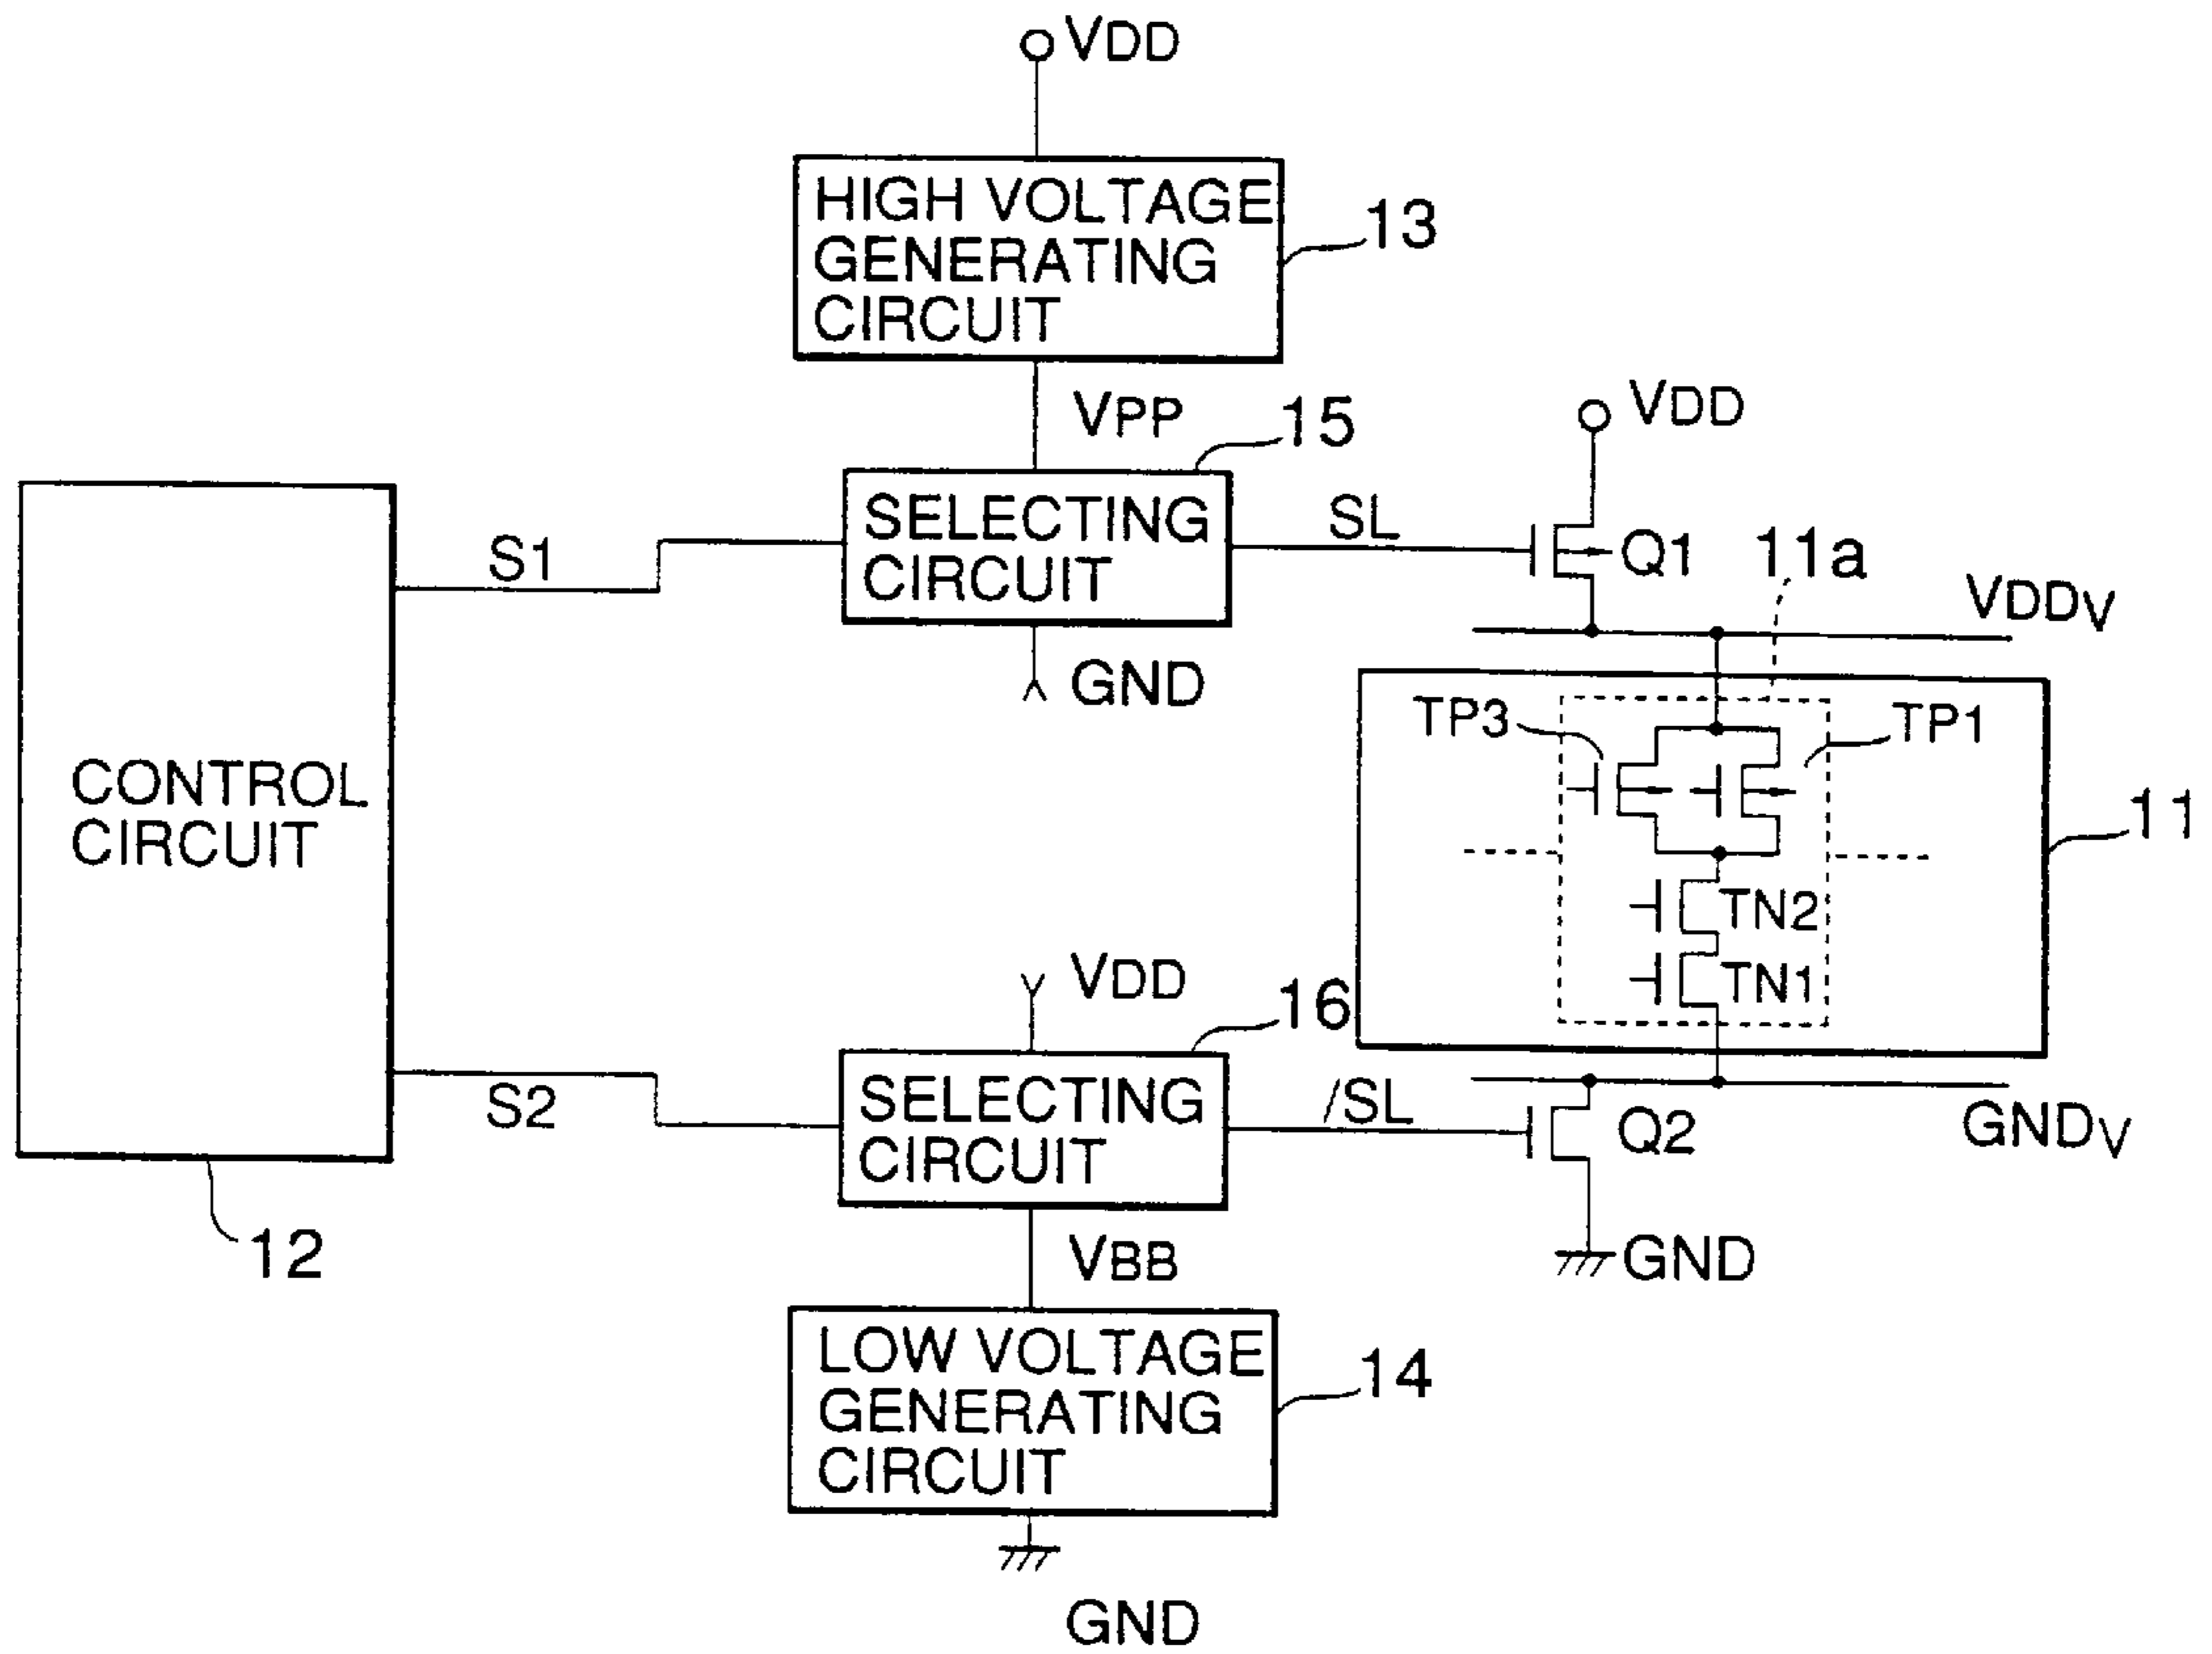 VDD
HIGH VOLTAGE
GENERATING
CIRCUIT
13
VPP
15
VDD
SELECTING
CIRCUIT
S1
SL
Q1
11a
VDDV
GND
TP3
TP1
CONTROL
CIRCUIT
11
TN2
TN1
VDD
16
S2
SELECTING
CIRCUIT
/SL
Q2
GNDV
12
VBB
GND
LOW VOLTAGE
GENERATING
CIRCUIT
14
GND